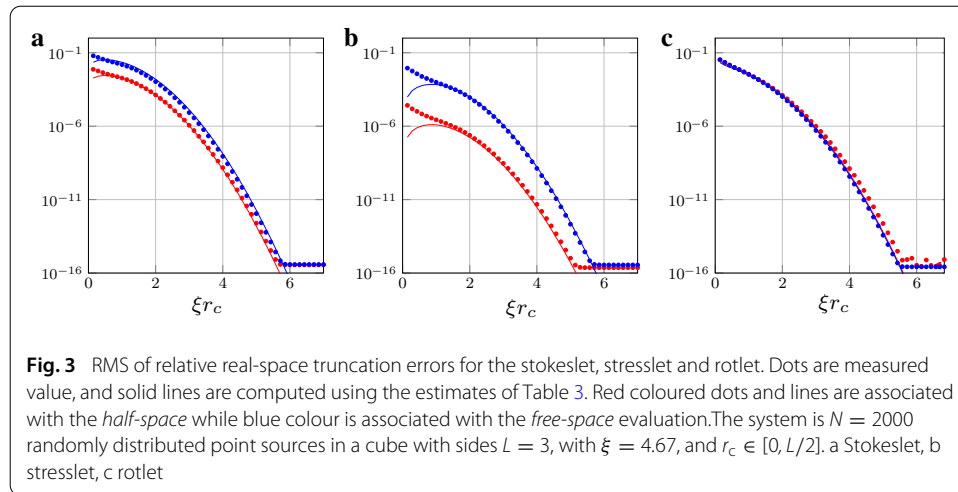 a
b
c
10^−1
10^−6
10^−11
10^−16
0 2 4 6
ξr_c
10^−1
10^−6
10^−11
10^−16
0 2 4 6
ξr_c
10^−1
10^−6
10^−11
10^−16
0 2 4 6
ξr_c
Fig. 3 RMS of relative real-space truncation errors for the stokeslet, stresslet and rotlet. Dots are measured
value, and solid lines are computed using the estimates of Table 3. Red coloured dots and lines are associated
with the half-space while blue colour is associated with the free-space evaluation.The system is N = 2000
randomly distributed point sources in a cube with sides L = 3, with ξ = 4.67, and r_c ∈ [0, L/2]. a Stokeslet, b
stresslet, c rotlet